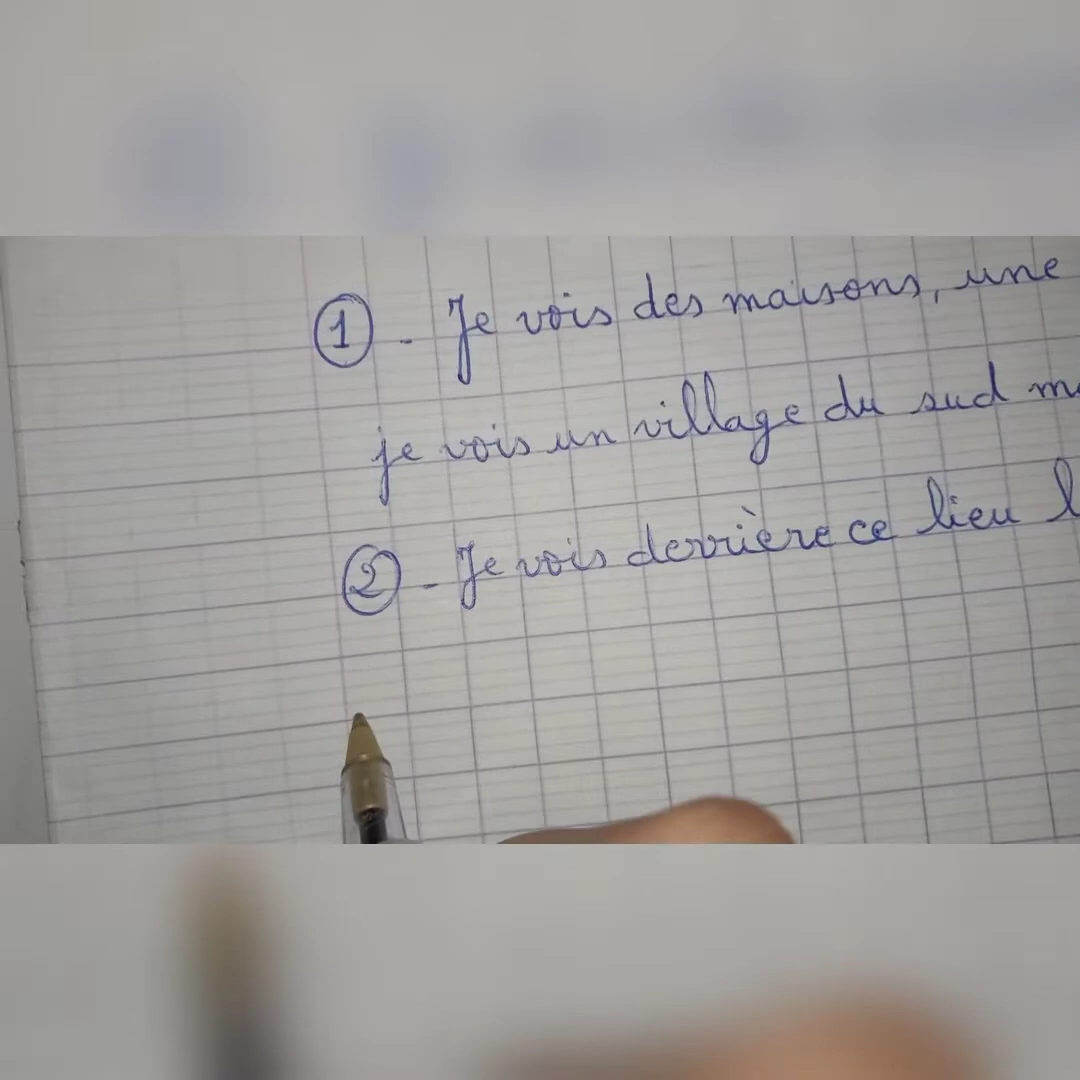 1 - Je vois des maisons, une
je vois un village du sud
2 - Je vois derrière ce lieu